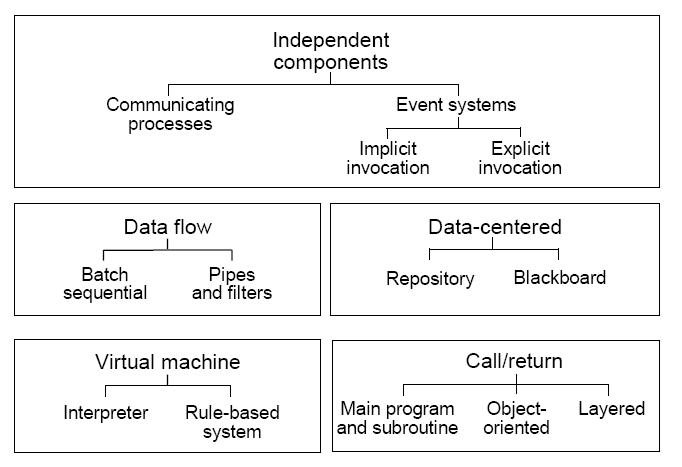 Independent
components
Communicating
processes
Event systems
Implicit
invocation
Explicit
invocation
Data flow
Batch
sequential
Pipes
and filters
Data-centered
Repository
Blackboard
Virtual machine
Interpreter
Rule-based
system
Call/return
Main program
and subroutine
Object-
oriented
Layered